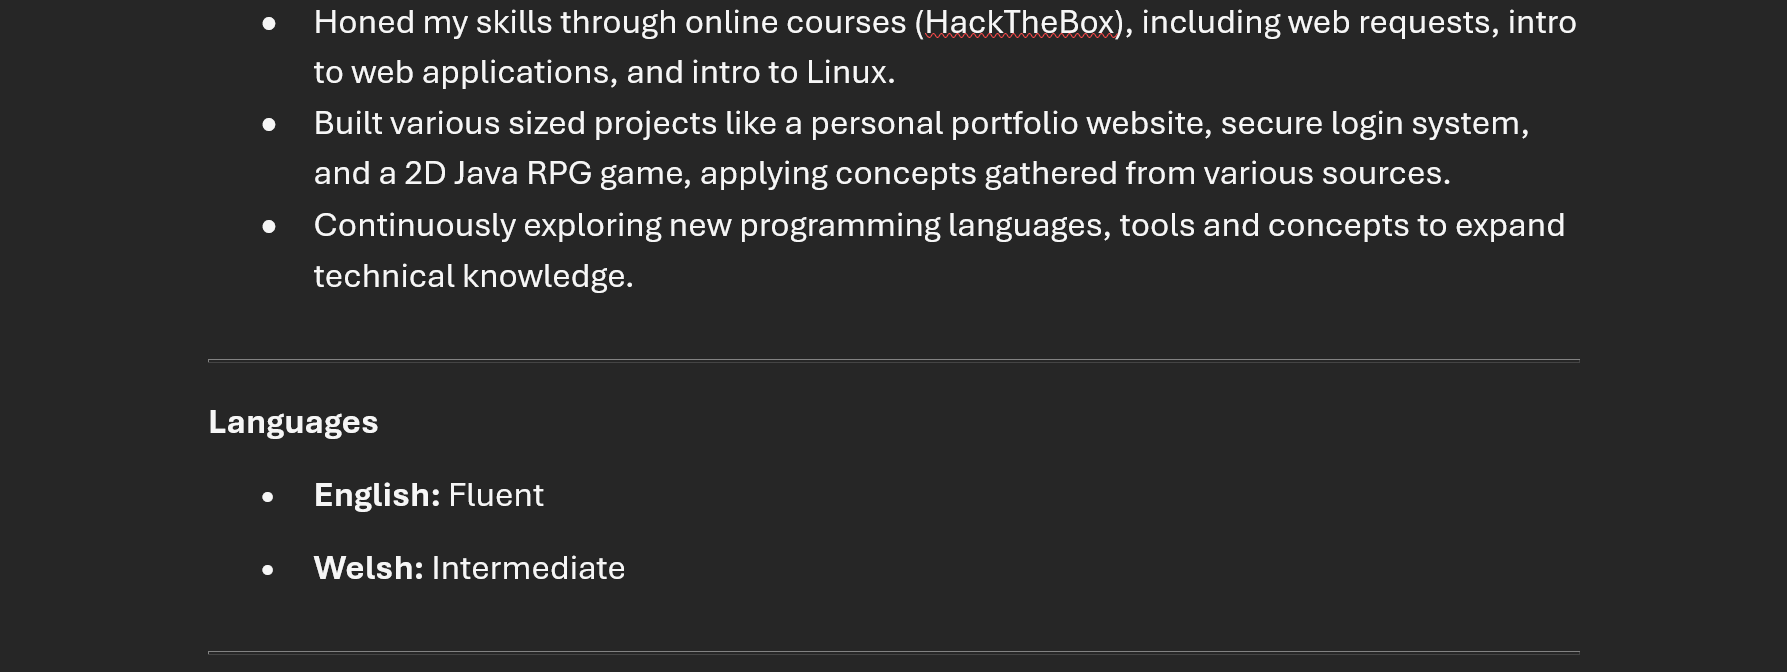 • Honed my skills through online courses (HackTheBox), including web requests, intro
to web applications, and intro to Linux.
• Built various sized projects like a personal portfolio website, secure login system,
and a 2D Java RPG game, applying concepts gathered from various sources.
• Continuously exploring new programming languages, tools and concepts to expand
technical knowledge.
Languages
• English: Fluent
• Welsh: Intermediate